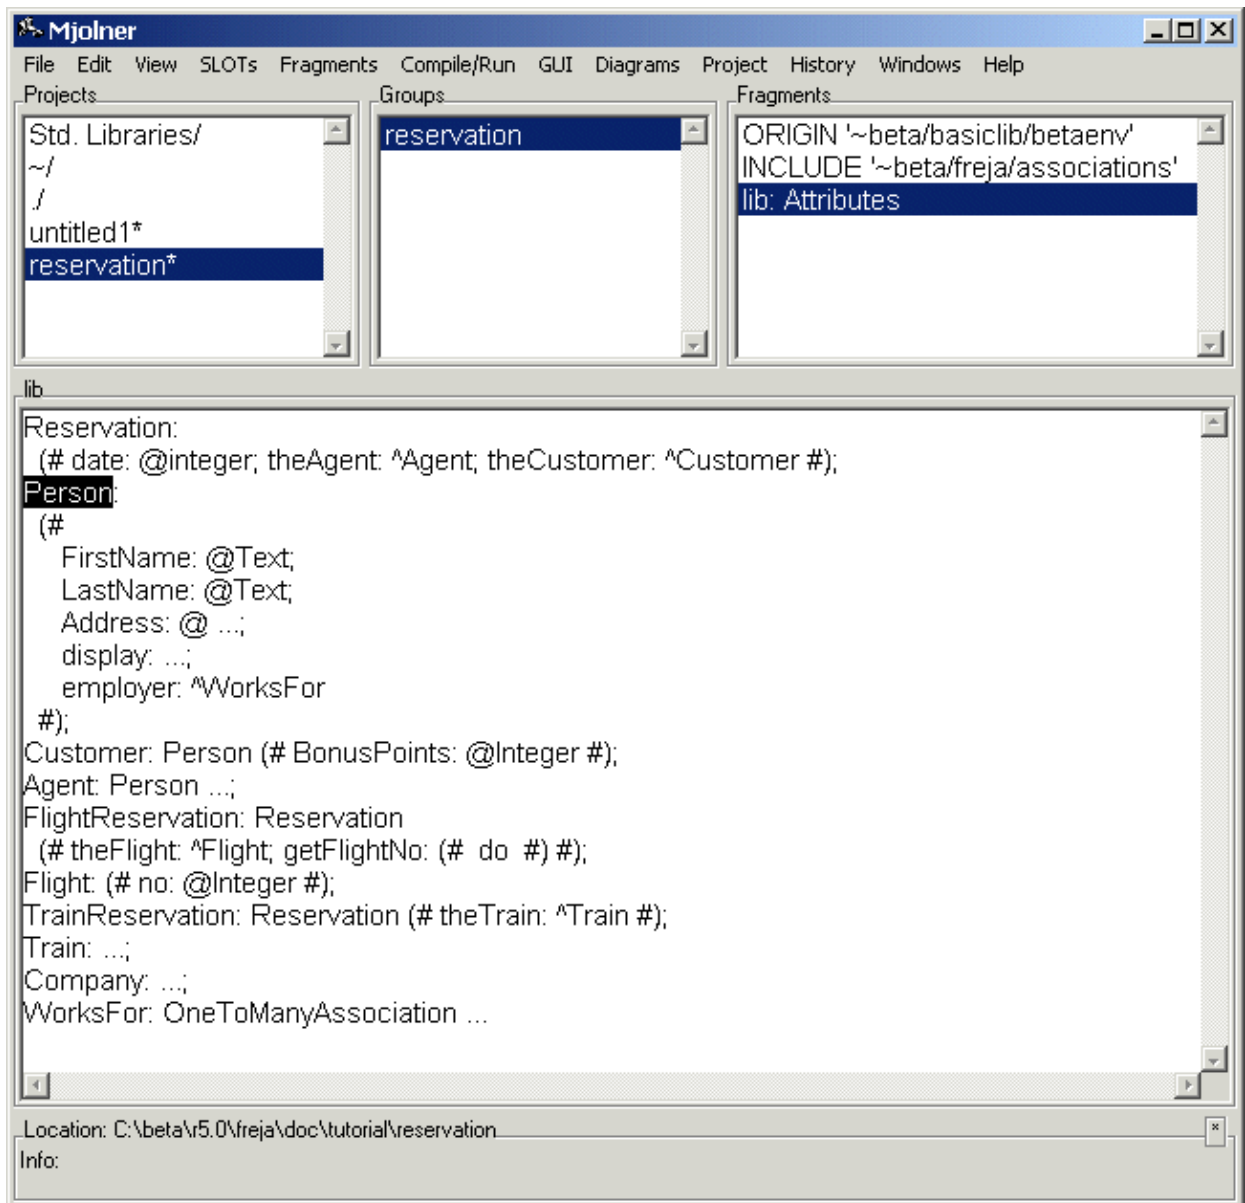 Mjolner
File Edit View SLOTs Fragments Compile/Run GUI Diagrams Project History Windows Help
Projects
Std. Libraries/
~/
./
untitled1*
reservation*
Groups
reservation
Fragments
ORIGIN '~beta/basiclib/betaenv'
INCLUDE '~beta/freja/associations'
lib: Attributes
lib
Reservation:
(# date: @integer; theAgent: ^Agent; theCustomer: ^Customer #);
Person:
(#
FirstName: @Text;
LastName: @Text;
Address: @ ...;
display: ...;
employer: ^WorksFor
#);
Customer: Person (# BonusPoints: @Integer #);
Agent: Person ...;
FlightReservation: Reservation
(# theFlight: ^Flight; getFlightNo: (# do #) #);
Flight: (# no: @Integer #);
TrainReservation: Reservation (# theTrain: ^Train #);
Train: ...;
Company: ...;
WorksFor: OneToManyAssociation ...
Location: C:\beta\r5.0\freja\doc\tutorial\reservation
Info: